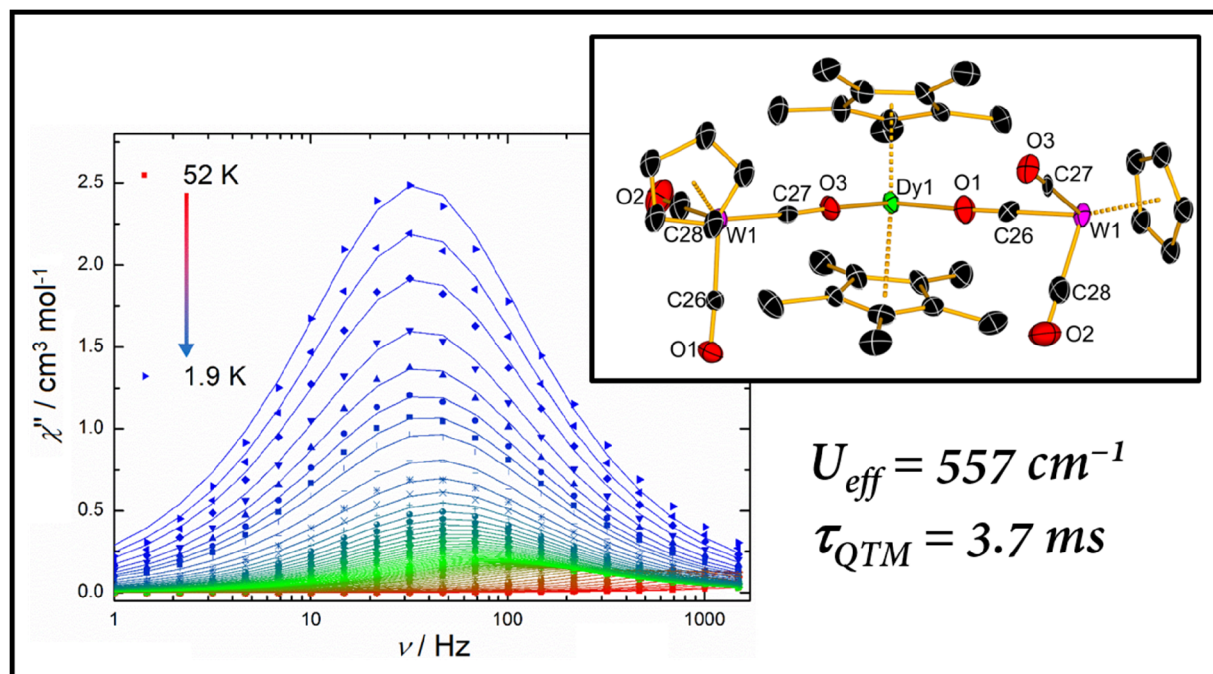 52 K
1.9 K
2.5
2.0
1.5
1.0
0.5
0.0
χ'' / cm³ mol⁻¹
1 10 100 1000
ν / Hz
O3
C27
O2 C27 O3 Dy1 O1
W1 C26 W1
C28
C28
C26
O1 O2
U_eff = 557 cm⁻¹
τ_QTM = 3.7 ms